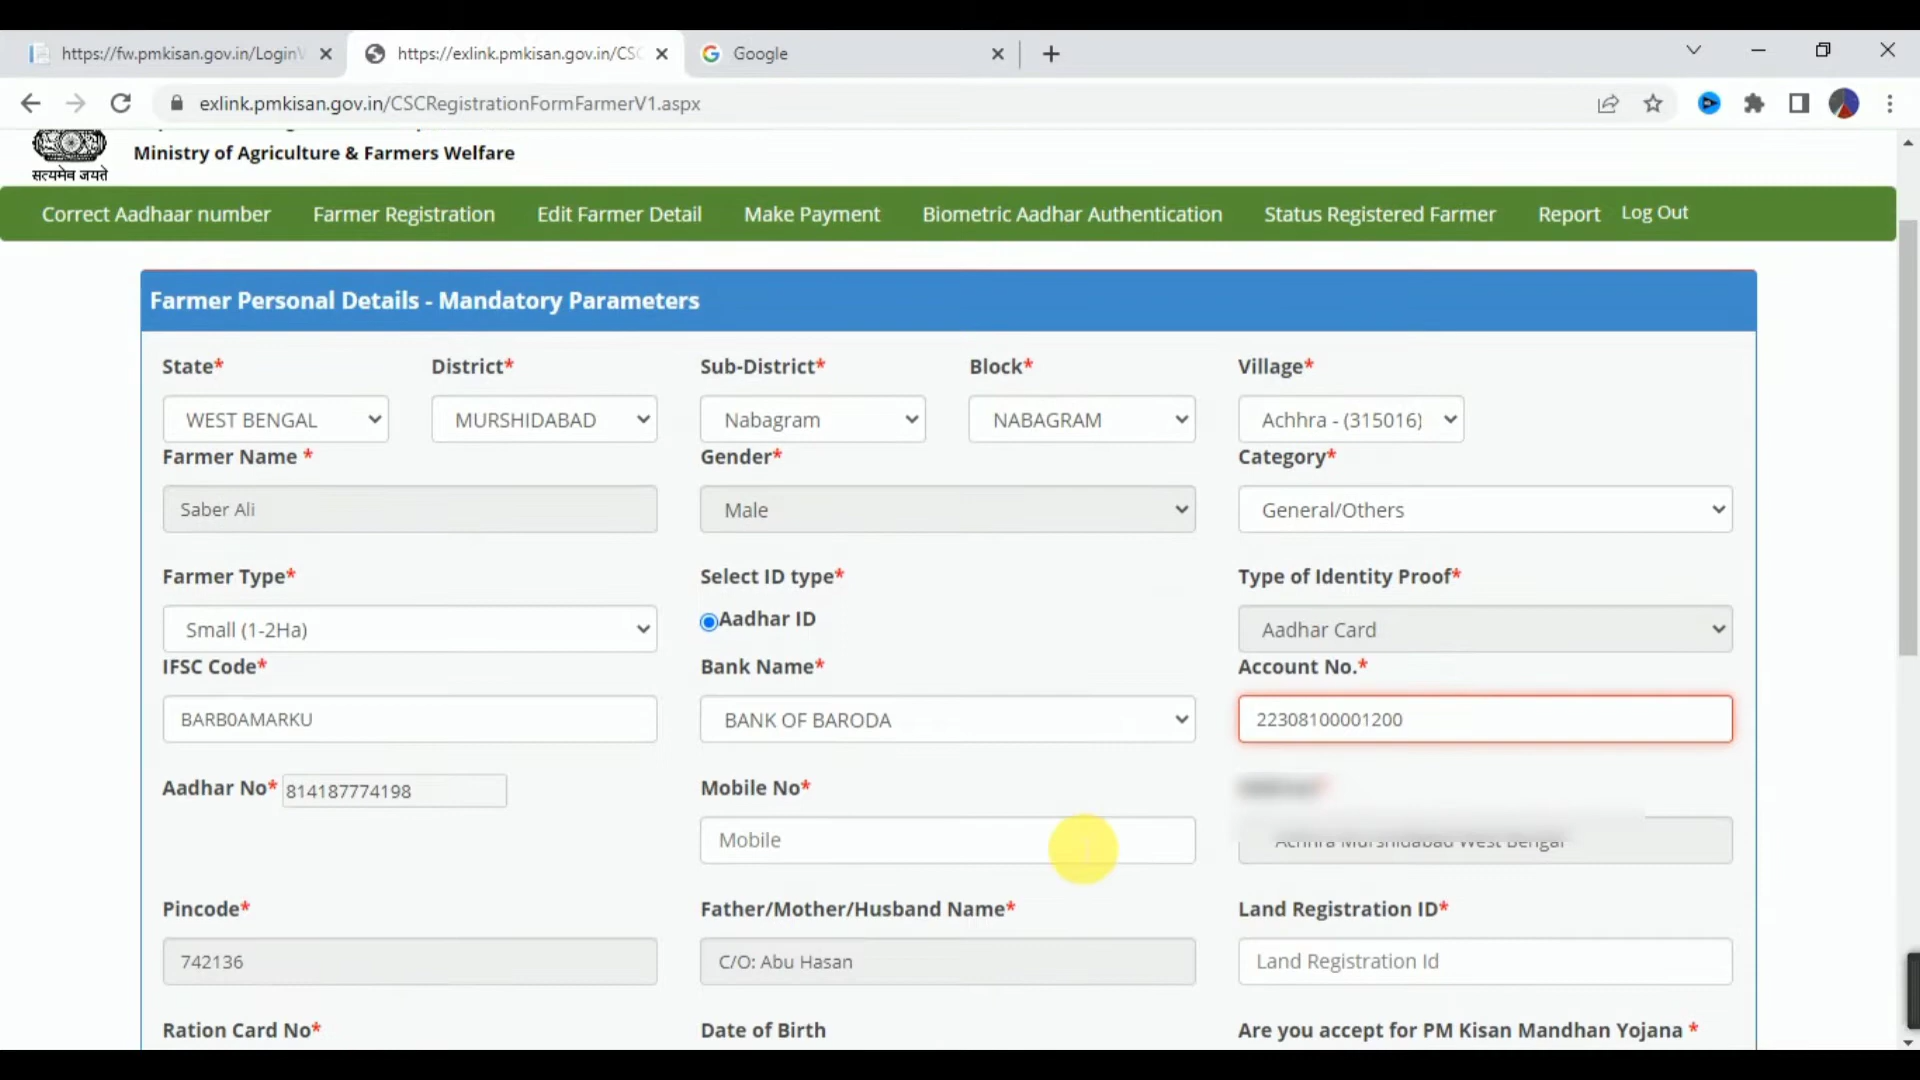 https://fw.pmkisan.gov.in/Login
https://exlink.pmkisan.gov.in/CSC
Google
exlink.pmkisan.gov.in/CSCRegistrationFormFarmerV1.aspx
सत्यमेव जयते
Ministry of Agriculture & Farmers Welfare
Correct Aadhaar number Farmer Registration Edit Farmer Detail Make Payment Biometric Aadhar Authentication Status Registered Farmer Report Log Out
Farmer Personal Details - Mandatory Parameters
State* District* Sub-District* Block* Village*
WEST BENGAL MURSHIDABAD Nabagram NABAGRAM Achhra - (315016)
Farmer Name * Gender* Category*
Saber Ali Male General/Others
Farmer Type* Select ID type* Type of Identity Proof*
Small (1-2Ha) Aadhar ID Aadhar Card
IFSC Code* Bank Name* Account No.*
BARB0AMARKU BANK OF BARODA 22308100001200
Aadhar No* 814187774198 Mobile No*
Mobile Achhra Murshidabad West Bengal
Pincode* Father/Mother/Husband Name* Land Registration ID*
742136 C/O: Abu Hasan Land Registration Id
Ration Card No* Date of Birth Are you accept for PM Kisan Mandhan Yojana *